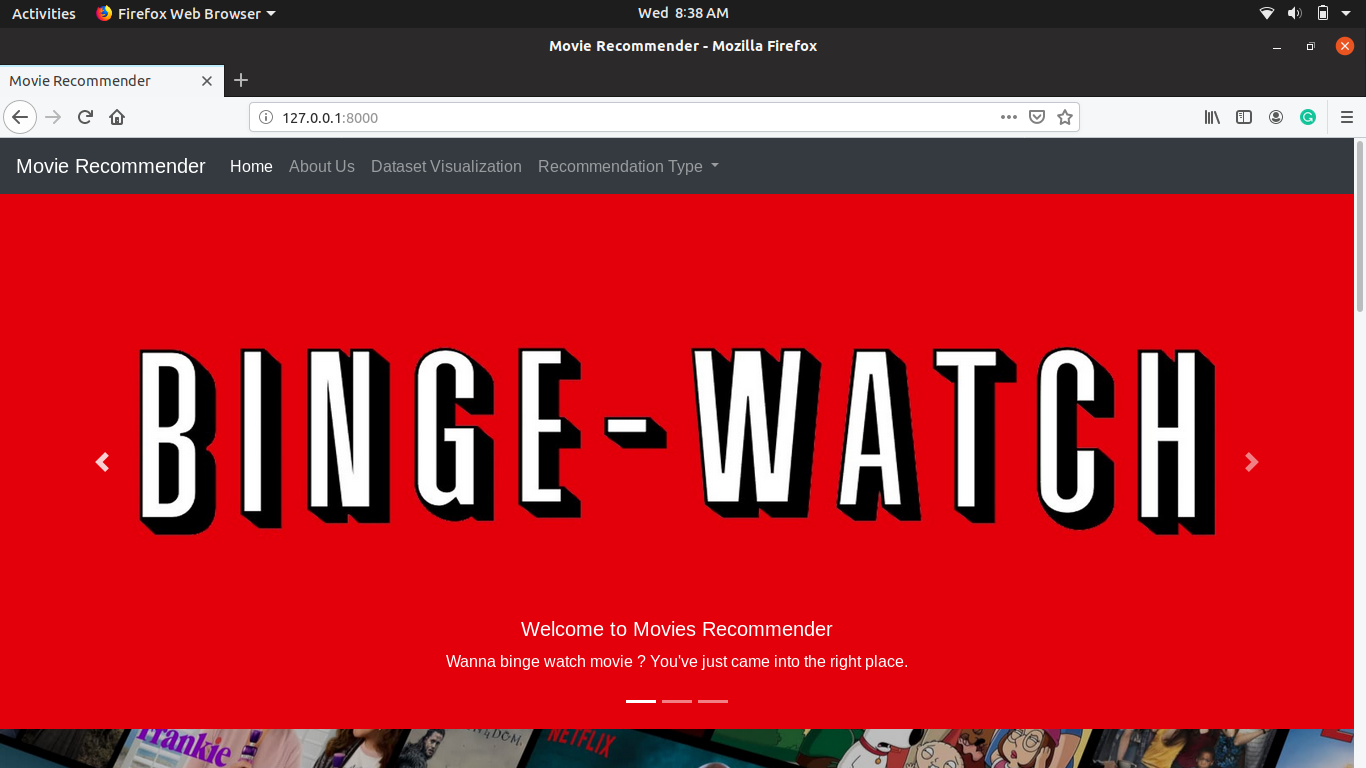 Activities Firefox Web Browser Wed 8:38 AM
Movie Recommender - Mozilla Firefox
Movie Recommender
127.0.0.1:8000
Movie Recommender Home About Us Dataset Visualization Recommendation Type
BINGE-WATCH
Welcome to Movies Recommender
Wanna binge watch movie ? You've just came into the right place.
Frankie
NETFLIX